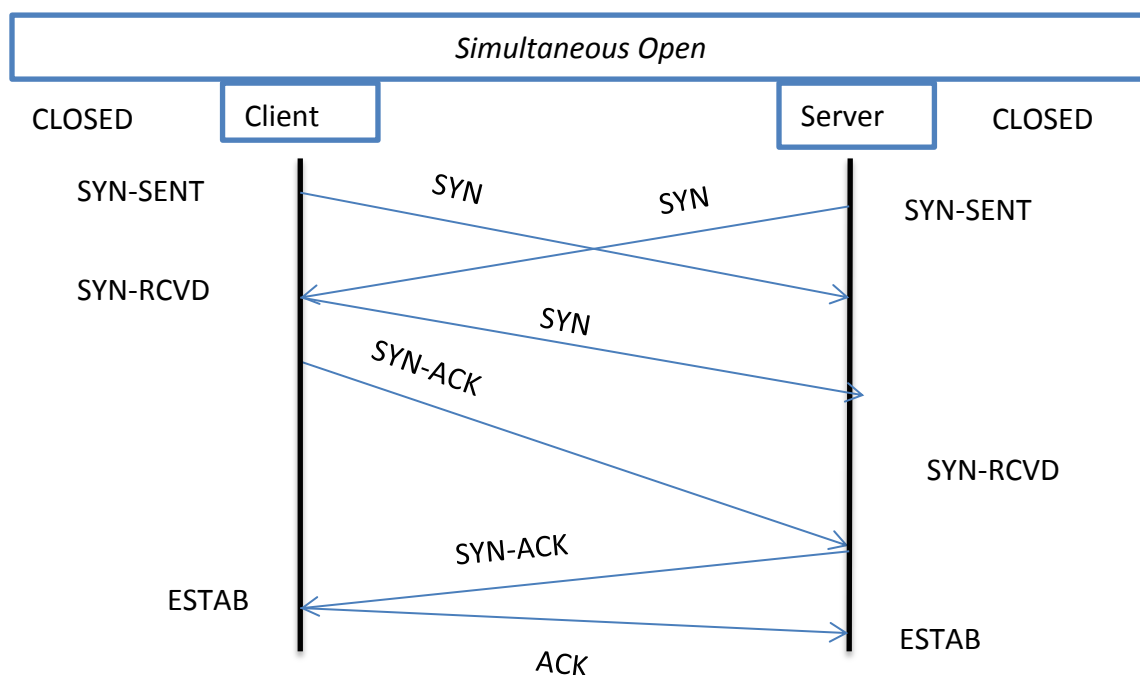 Simultaneous Open
CLOSED
Client
Server
CLOSED
SYN-SENT
SYN
SYN
SYN-SENT
SYN-RCVD
SYN
SYN-ACK
SYN-RCVD
SYN-ACK
ESTAB
ESTAB
ACK